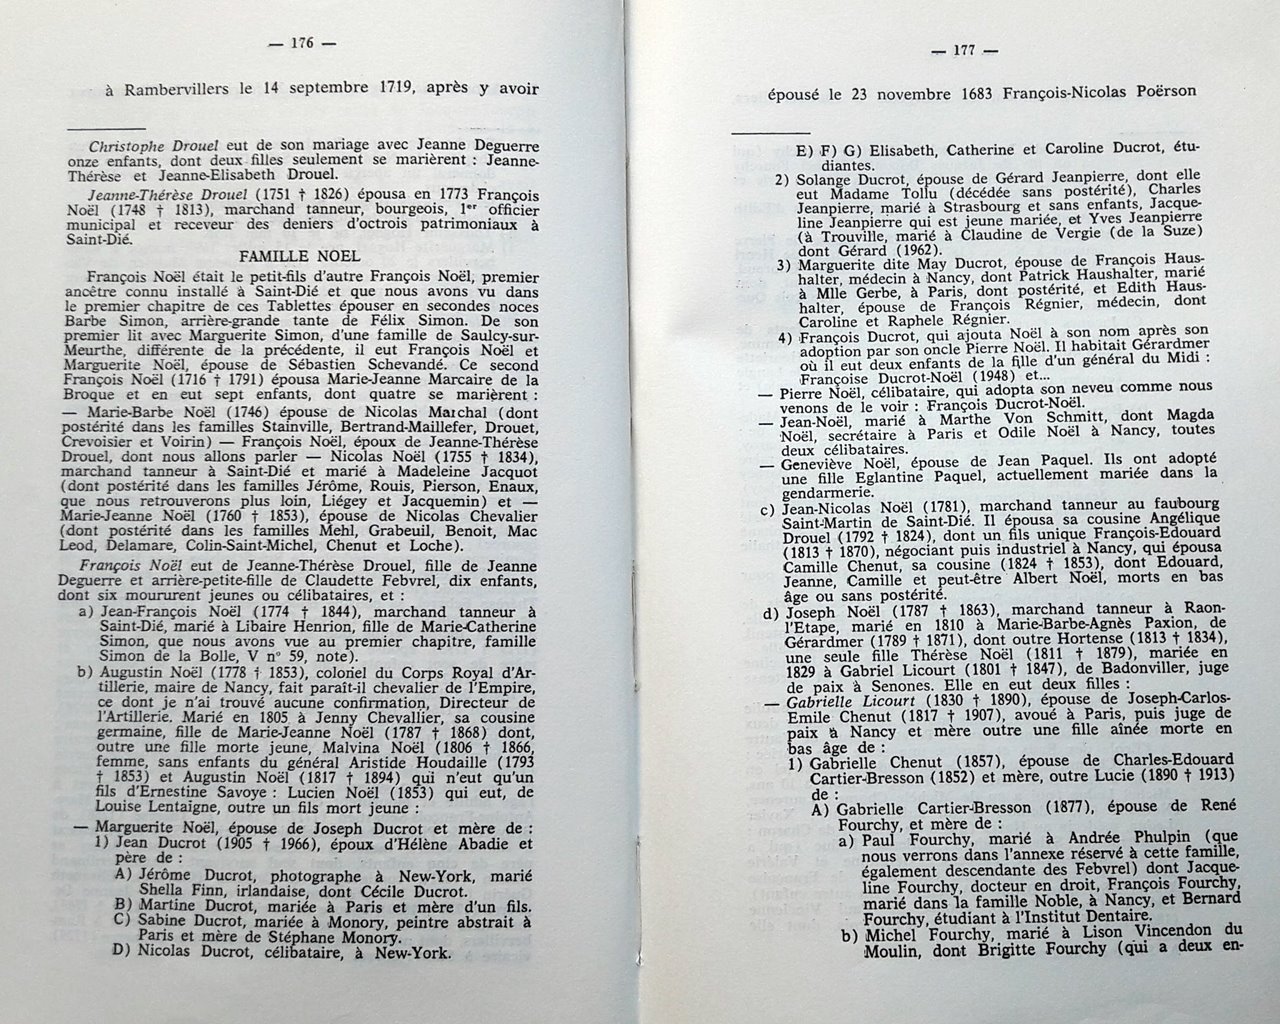 — 176 —
à Rambervillers le 14 septembre 1719, après y avoir
Christophe Drouel eut de son mariage avec Jeanne Deguerre
onze enfants, dont deux filles seulement se marièrent : Jeanne-
Thérèse et Jeanne-Elisabeth Drouel.
Jeanne-Thérèse Drouel (1751 † 1826) épousa en 1773 François
Noël (1748 † 1813), marchand tanneur, bourgeois, 1er officier
municipal et receveur des deniers d'octrois patrimoniaux à
Saint-Dié.
FAMILLE NOEL
François Noël était le petit-fils d'autre François Noël, premier
ancêtre connu installé à Saint-Dié et que nous avons vu dans
le premier chapitre de ces Tablettes épouser en secondes noces
Barbe Simon, arrière-grande tante de Félix Simon. De son
premier lit avec Marguerite Simon, d'une famille de Saulcy-sur-
Meurthe, différente de la précédente, il eut François Noël et
Marguerite Noël, épouse de Sébastien Schevandé. Ce second
François Noël (1716 † 1791) épousa Marie-Jeanne Marcaire de la
Broque et en eut sept enfants, dont quatre se marièrent :
— Marie-Barbe Noël (1746) épouse de Nicolas Marchal (dont
postérité dans les familles Stainville, Bertrand-Maillefer, Drouet,
Crevoisier et Voirin) — François Noël, époux de Jeanne-Thérèse
Drouel, dont nous allons parler — Nicolas Noël (1755 † 1834),
marchand tanneur à Saint-Dié et marié à Madeleine Jacquot
(dont postérité dans les familles Jérôme, Rouis, Pierson, Enaux,
que nous retrouverons plus loin, Liégey et Jacquemin) et —
Marie-Jeanne Noël (1760 † 1853), épouse de Nicolas Chevalier
(dont postérité dans les familles Mehl, Grabeuil, Benoit, Mac
Leod, Delamare, Colin-Saint-Michel, Chenut et Loche).
François Noël eut de Jeanne-Thérèse Drouel, fille de Jeanne
Deguerre et arrière-petite-fille de Claudette Febvrel, dix enfants,
dont six moururent jeunes ou célibataires, et :
a) Jean-François Noël (1774 † 1844), marchand tanneur à
Saint-Dié, marié à Libaire Henrion, fille de Marie-Catherine
Simon, que nous avons vue au premier chapitre, famille
Simon de la Bolle, V n° 59, note).
b) Augustin Noël (1778 † 1853), colonel du Corps Royal d'Ar-
tillerie, maire de Nancy, fait paraît-il chevalier de l'Empire,
ce dont je n'ai trouvé aucune confirmation, Directeur de
l'Artillerie. Marié en 1805 à Jenny Chevallier, sa cousine
germaine, fille de Marie-Jeanne Noël (1787 † 1868) dont,
outre une fille morte jeune, Malvina Noël (1806 † 1866,
femme, sans enfants du général Aristide Houdaille (1793
† 1853) et Augustin Noël (1817 † 1894) qui n'eut qu'un
fils d'Ernestine Savoye : Lucien Noël (1853) qui eut, de
Louise Lentaigne, outre un fils mort jeune :
— Marguerite Noël, épouse de Joseph Ducrot et mère de :
1) Jean Ducrot (1905 † 1966), époux d'Hélène Abadie et
père de :
A) Jérôme Ducrot, photographe à New-York, marié
Shella Finn, irlandaise, dont Cécile Ducrot.
B) Martine Ducrot, mariée à Paris et mère d'un fils.
C) Sabine Ducrot, mariée à Monory, peintre abstrait à
Paris et mère de Stéphane Monory.
D) Nicolas Ducrot, célibataire, à New-York.
— 177 —
épousé le 23 novembre 1683 François-Nicolas Poërson
E) F) G) Elisabeth, Catherine et Caroline Ducrot, étu-
diantes.
2) Solange Ducrot, épouse de Gérard Jeanpierre, dont elle
eut Madame Tollu (décédée sans postérité), Charles
Jeanpierre, marié à Strasbourg et sans enfants, Jacque-
line Jeanpierre qui est jeune mariée, et Yves Jeanpierre
(à Trouville, marié à Claudine de Vergie (de la Suze)
dont Gérard (1962).
3) Marguerite dite May Ducrot, épouse de François Haus-
halter, médecin à Nancy, dont Patrick Haushalter, marié
à Mlle Gerbe, à Paris, dont postérité, et Edith Haus-
halter, épouse de François Régnier, médecin, dont
Caroline et Raphele Régnier.
4) François Ducrot, qui ajouta Noël à son nom après son
adoption par son oncle Pierre Noël. Il habitait Gérardmer
où il eut deux enfants de la fille d'un général du Midi :
Françoise Ducrot-Noël (1948) et...
— Pierre Noël, célibataire, qui adopta son neveu comme nous
venons de le voir : François Ducrot-Noël.
— Jean-Noël, marié à Marthe Von Schmitt, dont Magda
Noël, secrétaire à Paris et Odile Noël à Nancy, toutes
deux célibataires.
— Geneviève Noël, épouse de Jean Paquel. Ils ont adopté
une fille Eglantine Paquel, actuellement mariée dans la
gendarmerie.
c) Jean-Nicolas Noël (1781), marchand tanneur au faubourg
Saint-Martin de Saint-Dié. Il épousa sa cousine Angélique
Drouel (1792 † 1824), dont un fils unique François-Edouard
(1813 † 1870), négociant puis industriel à Nancy, qui épousa
Camille Chenut, sa cousine (1824 † 1853), dont Edouard,
Jeanne, Camille et peut-être Albert Noël, morts en bas
âge ou sans postérité.
d) Joseph Noël (1787 † 1863), marchand tanneur à Raon-
l'Etape, marié en 1810 à Marie-Barbe-Agnès Paxion, de
Gérardmer (1789 † 1871), dont outre Hortense (1813 † 1834),
une seule fille Thérèse Noël (1811 † 1879), mariée en
1829 à Gabriel Licourt (1801 † 1847), de Badonviller, juge
de paix à Senones. Elle en eut deux filles :
— Gabrielle Licourt (1830 † 1890), épouse de Joseph-Carlos-
Emile Chenut (1817 † 1907), avoué à Paris, puis juge de
paix à Nancy et mère outre une fille aînée morte en
bas âge de :
1) Gabrielle Chenut (1857), épouse de Charles-Edouard
Cartier-Bresson (1852) et mère, outre Lucie (1890 † 1913)
de :
A) Gabrielle Cartier-Bresson (1877), épouse de René
Fourchy, et mère de :
a) Paul Fourchy, marié à Andrée Phulpin (que
nous verrons dans l'annexe réservé à cette famille,
également descendante des Febvrel) dont Jacque-
line Fourchy, docteur en droit, François Fourchy,
marié dans la famille Noble, à Nancy, et Bernard
Fourchy, étudiant à l'Institut Dentaire.
b) Michel Fourchy, marié à Lison Vincendon du
Moulin, dont Brigitte Fourchy (qui a deux en-